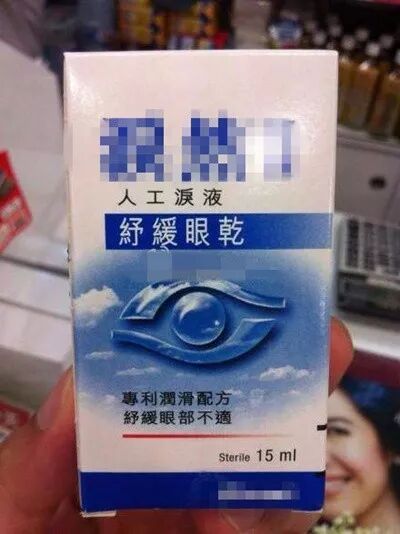 人工淚液
紓緩眼乾
專利潤滑配方
紓緩眼部不適
Sterile 15 ml